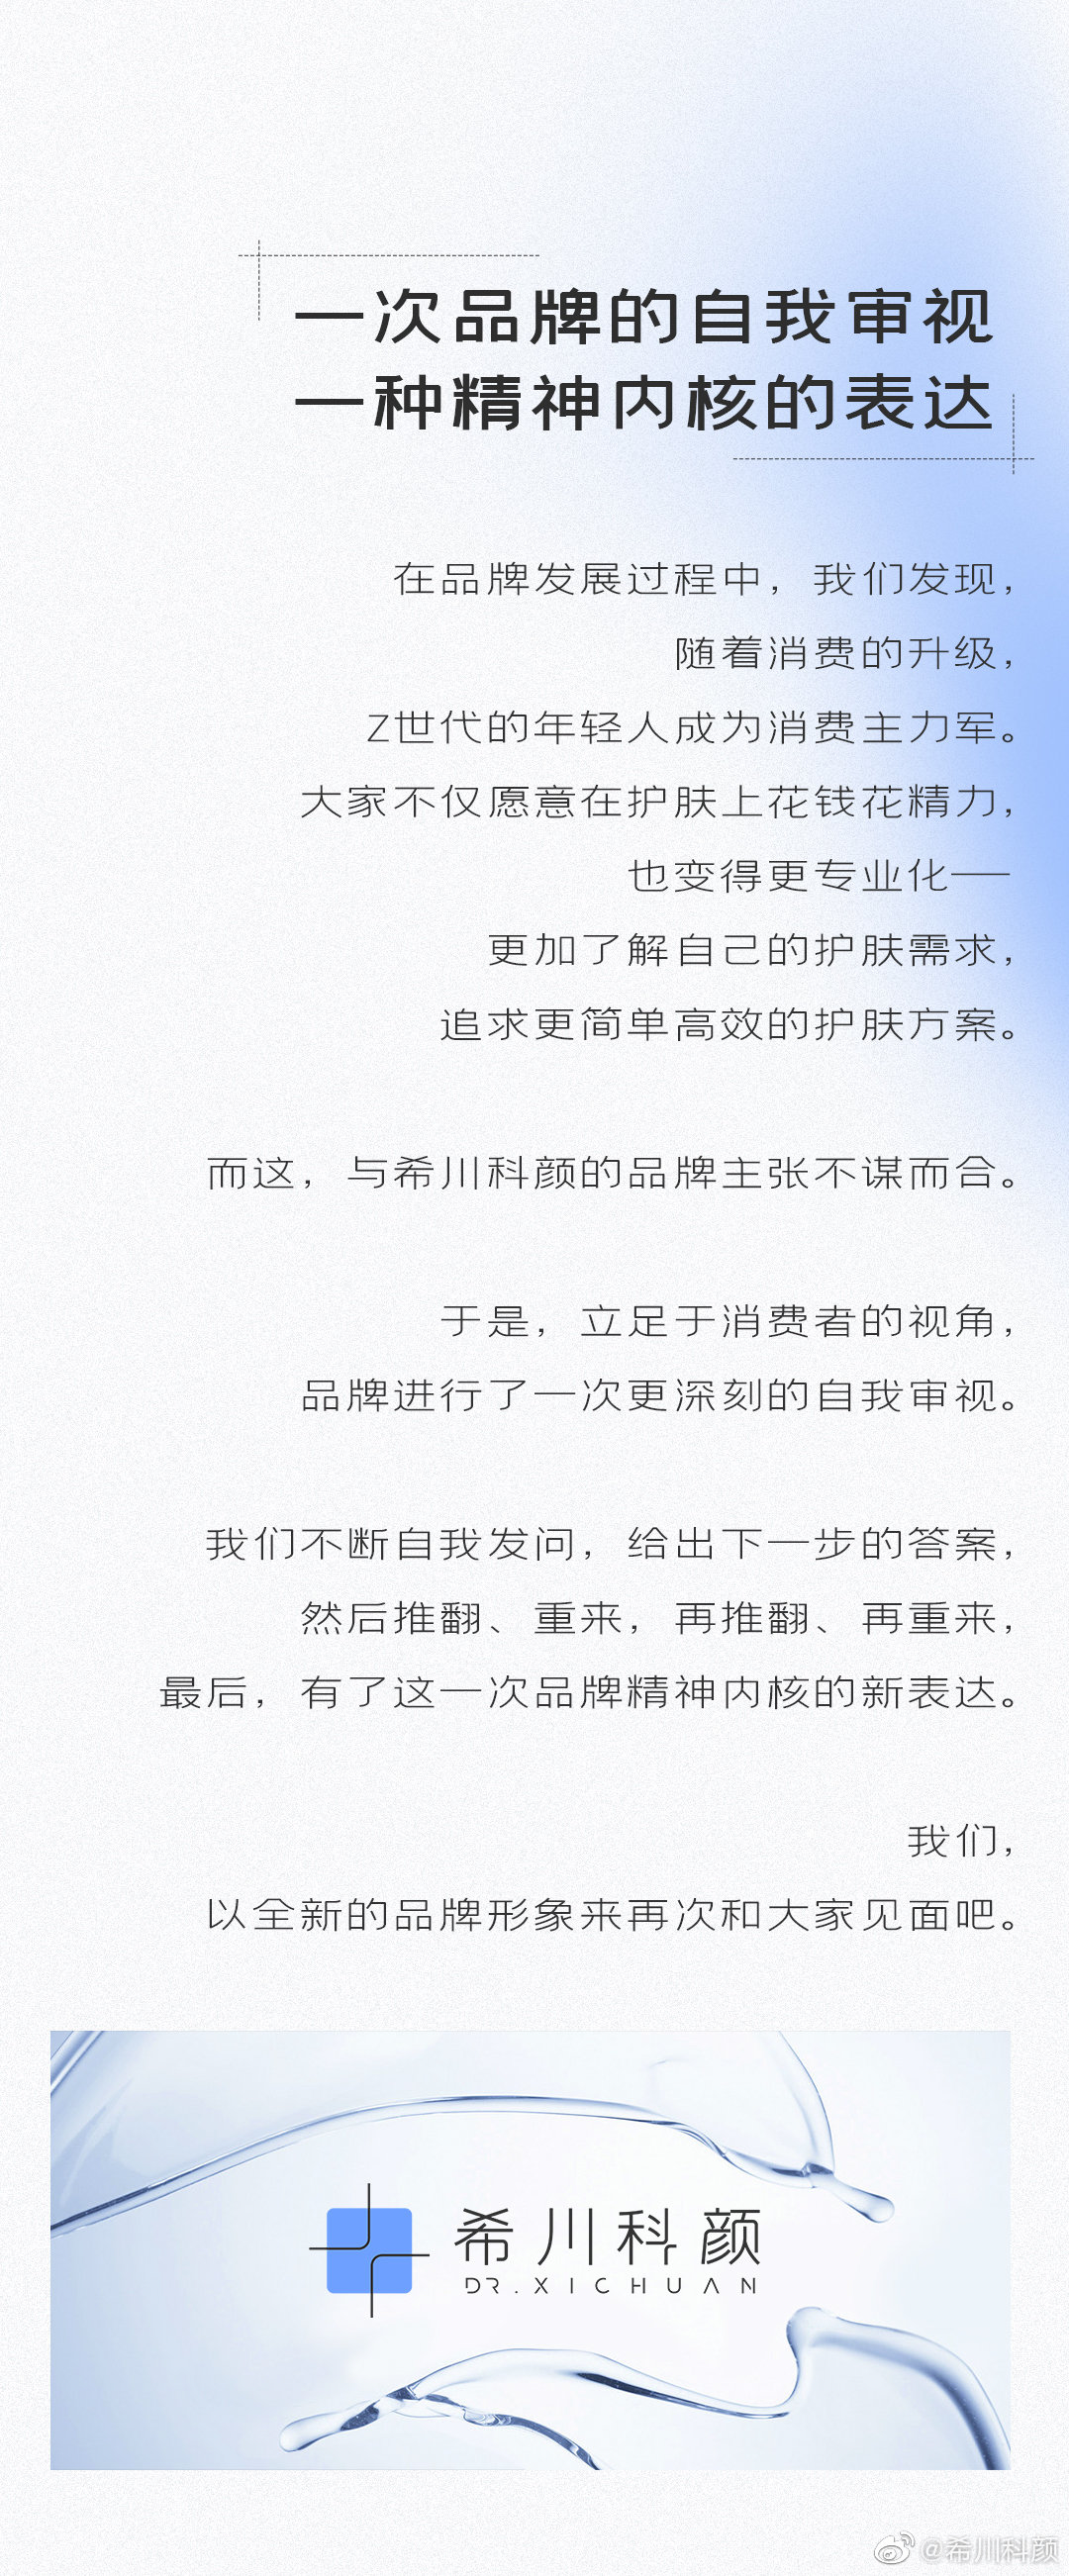 一次品牌的自我审视
一种精神内核的表达
在品牌发展过程中，我们发现，
随着消费的升级，
Z世代的年轻人成为消费主力军。
大家不仅愿意在护肤上花钱花精力，
也变得更专业化——
更加了解自己的护肤需求，
追求更简单高效的护肤方案。
而这，与希川科颜的品牌主张不谋而合。
于是，立足于消费者的视角，
品牌进行了一次更深刻的自我审视。
我们不断自我发问，给出下一步的答案，
然后推翻、重来，再推翻、再重来，
最后，有了这一次品牌精神内核的新表达。
我们，
以全新的品牌形象来再次和大家见面吧。
希川科颜
DR.XICHUAN
@希川科颜